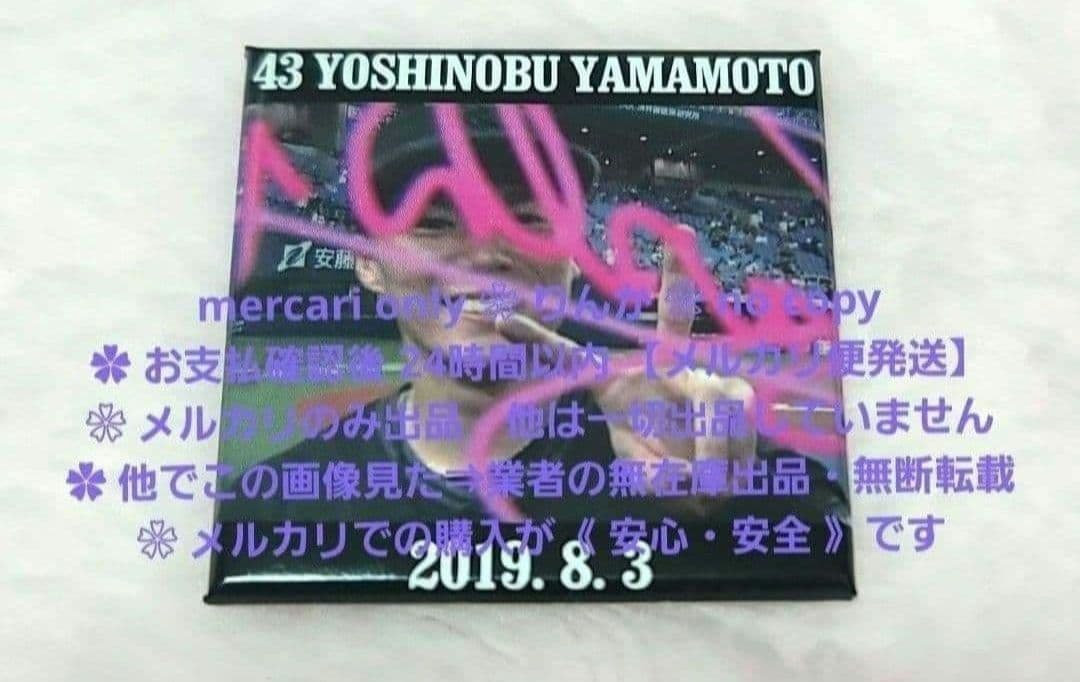 43 YOSHINOBU YAMAMOTO
安藤
mercari only ❀ りんか ❀ no copy
✿ お支払確認後 24時間以内 【メルカリ便発送】
❀ メルカリのみ出品 他は一切出品していません
✿ 他でこの画像見た⇒業者の無在庫出品・無断転載
❀ メルカリでの購入が《 安心・安全 》 です
2019. 8. 3